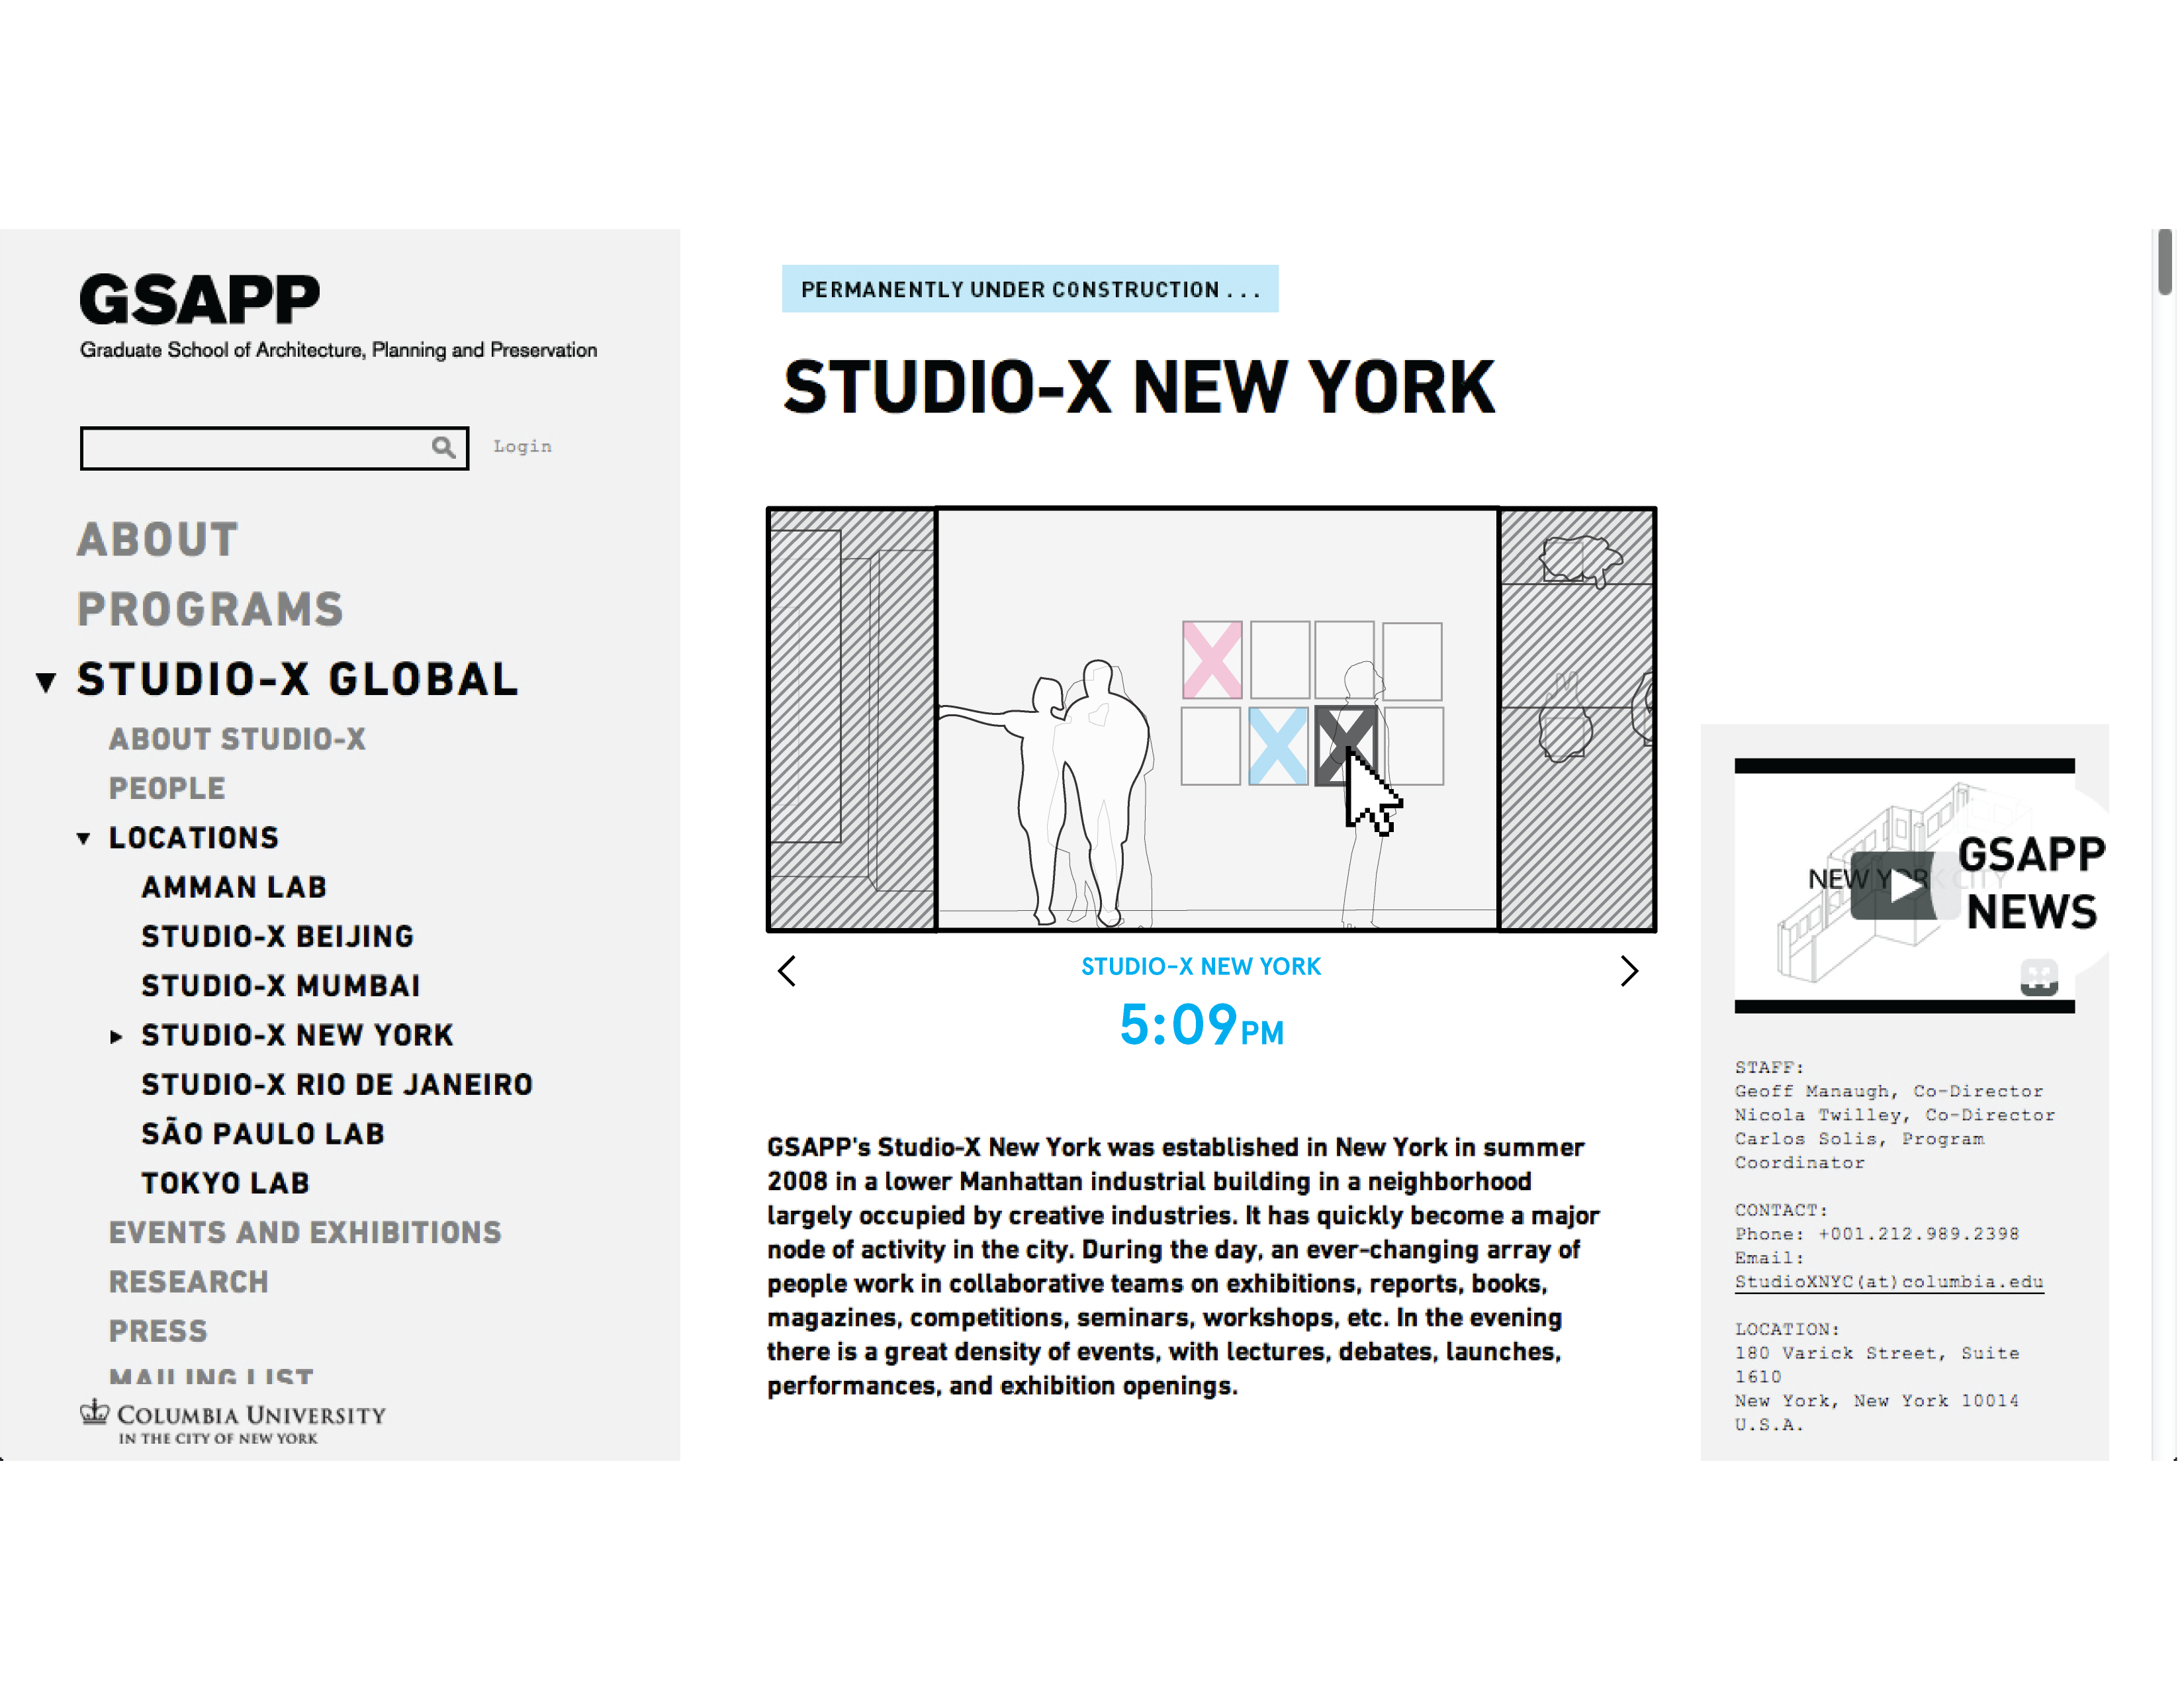 GSAPP
Graduate School of Architecture, Planning and Preservation
Login
ABOUT
PROGRAMS
STUDIO-X GLOBAL
ABOUT STUDIO-X
PEOPLE
LOCATIONS
AMMAN LAB
STUDIO-X BEIJING
STUDIO-X MUMBAI
STUDIO-X NEW YORK
STUDIO-X RIO DE JANEIRO
SÃO PAULO LAB
TOKYO LAB
EVENTS AND EXHIBITIONS
RESEARCH
PRESS
MAILING LIST
COLUMBIA UNIVERSITY
IN THE CITY OF NEW YORK
PERMANENTLY UNDER CONSTRUCTION . . .
STUDIO-X NEW YORK
X
X
X
STUDIO-X NEW YORK
5:09PM
GSAPP's Studio-X New York was established in New York in summer
2008 in a lower Manhattan industrial building in a neighborhood
largely occupied by creative industries. It has quickly become a major
node of activity in the city. During the day, an ever-changing array of
people work in collaborative teams on exhibitions, reports, books,
magazines, competitions, seminars, workshops, etc. In the evening
there is a great density of events, with lectures, debates, launches,
performances, and exhibition openings.
NEW YORK CITY
GSAPP
NEWS
STAFF:
Geoff Manaugh, Co-Director
Nicola Twilley, Co-Director
Carlos Solis, Program
Coordinator
CONTACT:
Phone: +001.212.989.2398
Email:
StudioXNYC(at)columbia.edu
LOCATION:
180 Varick Street, Suite
1610
New York, New York 10014
U.S.A.